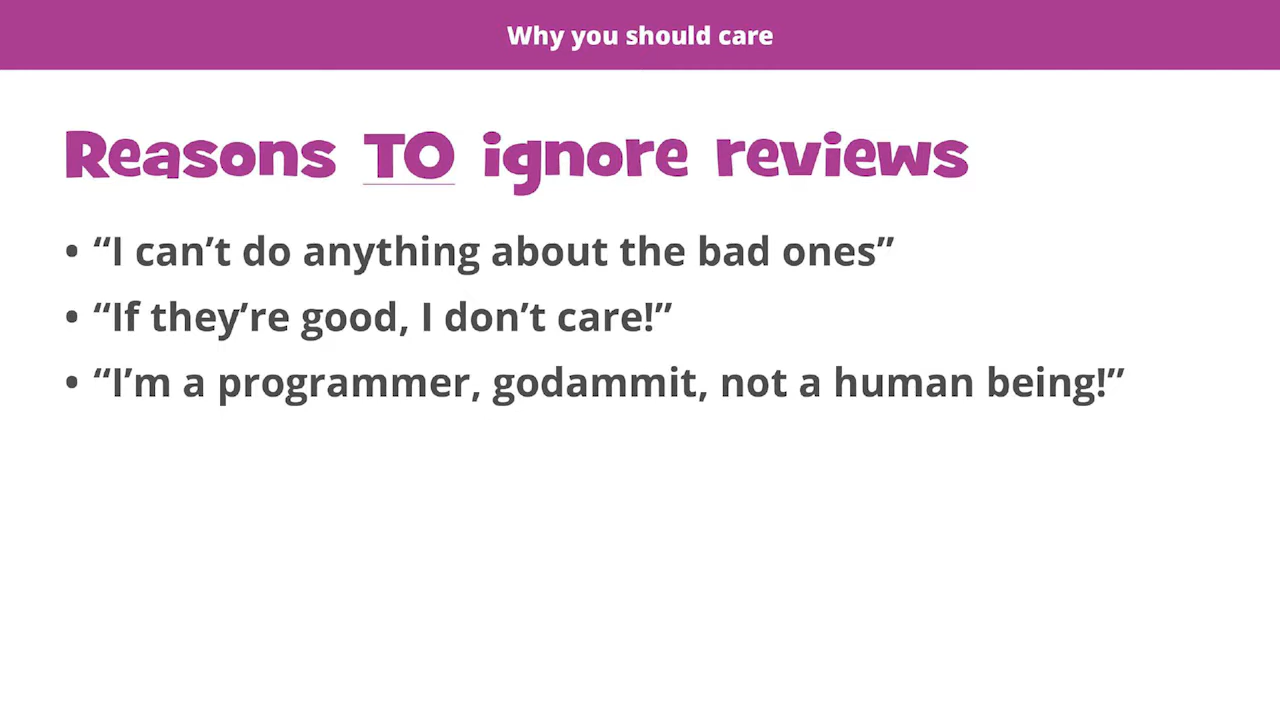 Why you should care
Reasons TO ignore reviews
• “I can’t do anything about the bad ones”
• “If they’re good, I don’t care!”
• “I’m a programmer, godammit, not a human being!”